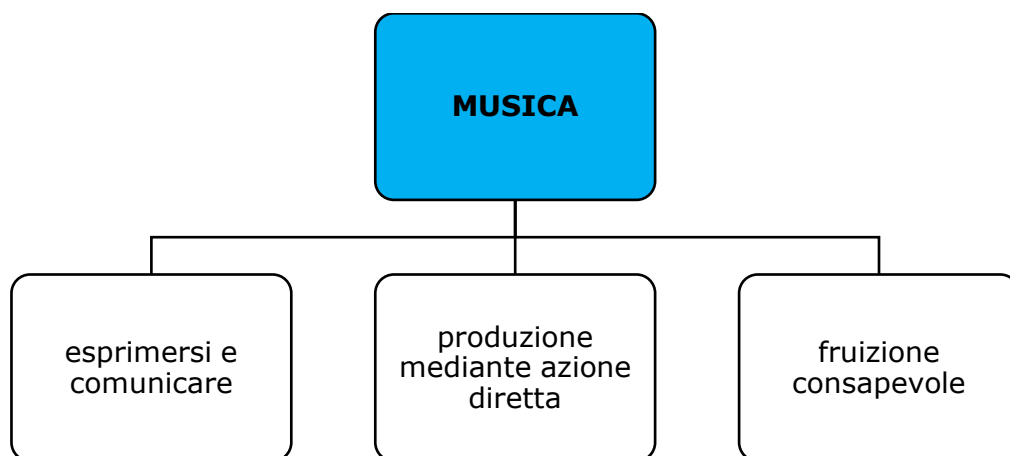 MUSICA
esprimersi e
comunicare
produzione
mediante azione
diretta
fruizione
consapevole